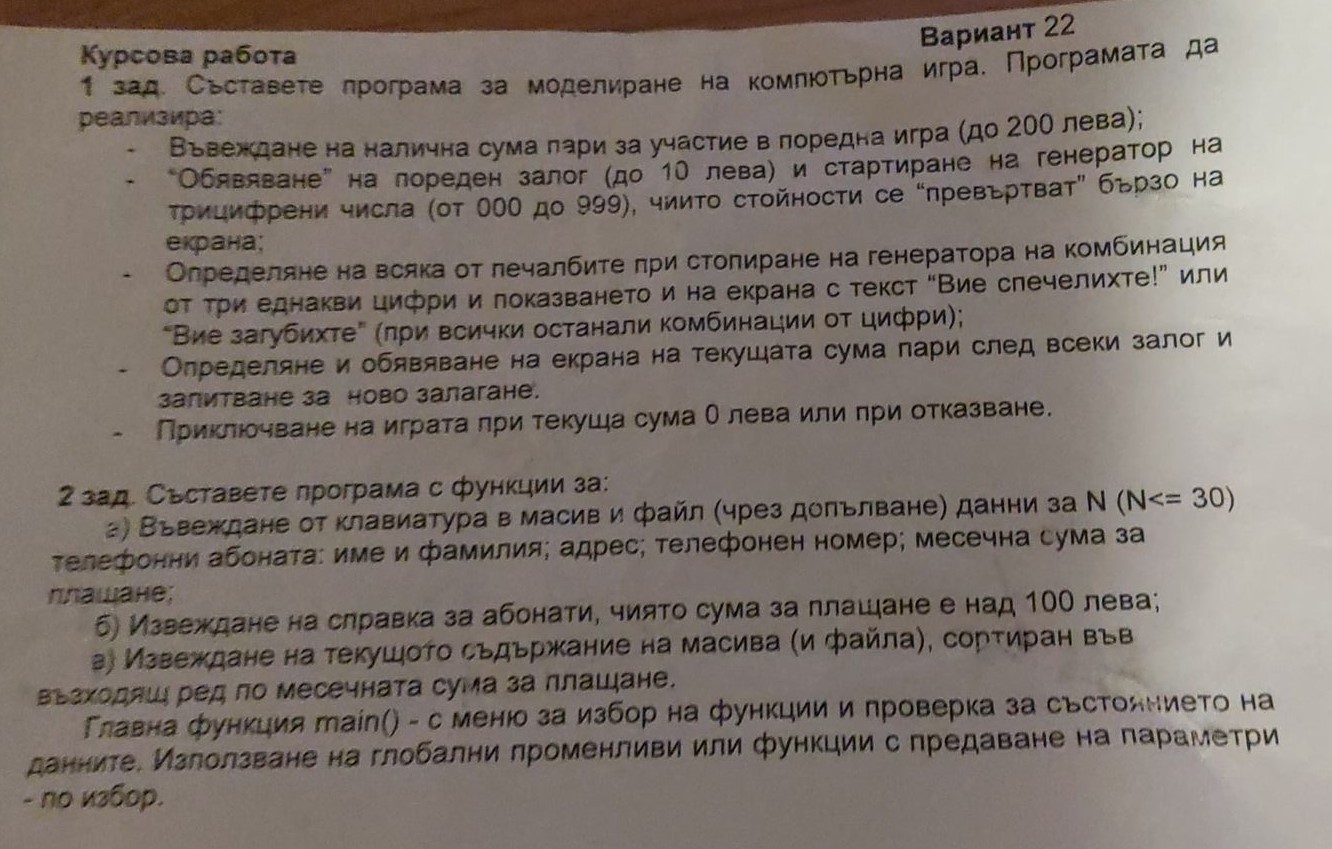 Курсова работа
Вариант 22
1 зад. Съставете програма за моделиране на компютърна игра. Програмата да
реализира:
- Въвеждане на налична сума пари за участие в поредна игра (до 200 лева);
- "Обявяване" на пореден залог (до 10 лева) и стартиране на генератор на
трицифрени числа (от 000 до 999), чиито стойности се "превъртват" бързо на
екрана;
- Определяне на всяка от печалбите при стопиране на генератора на комбинация
от три еднакви цифри и показването и на екрана с текст "Вие спечелихте!" или
"Вие загубихте" (при всички останали комбинации от цифри);
- Определяне и обявяване на екрана на текущата сума пари след всеки залог и
запитване за ново залагане.
- Приключване на играта при текуща сума 0 лева или при отказване.
2 зад. Съставете програма с функции за:
а) Въвеждане от клавиатура в масив и файл (чрез допълване) данни за N (N<= 30)
телефонни абоната: име и фамилия; адрес; телефонен номер; месечна сума за
плащане;
б) Извеждане на справка за абонати, чиято сума за плащане е над 100 лева;
в) Извеждане на текущото съдържание на масива (и файла), сортиран във
възходящ ред по месечната сума за плащане.
Главна функция main() - с меню за избор на функции и проверка за състоянието на
данните. Използване на глобални променливи или функции с предаване на параметри
- по избор.